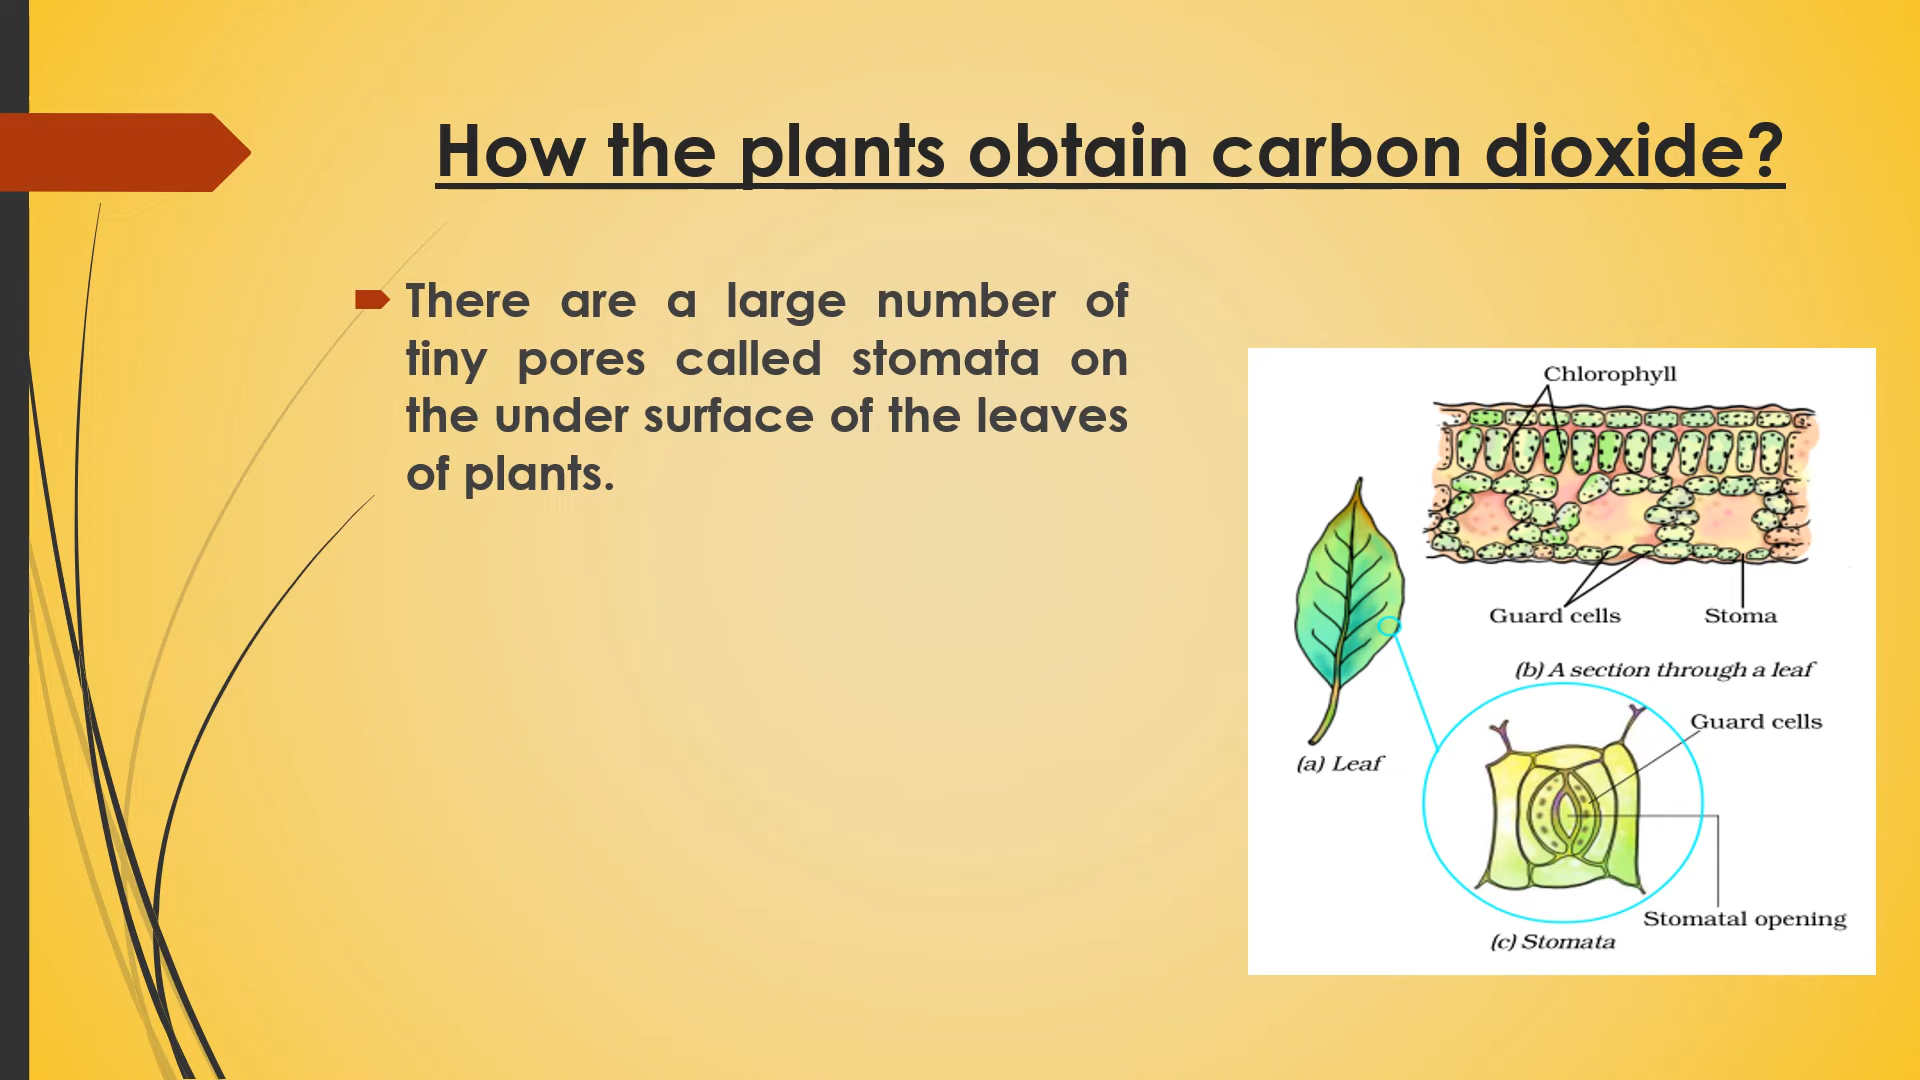 How the plants obtain carbon dioxide?
There are a large number of
tiny pores called stomata on
the under surface of the leaves
of plants.
Chlorophyll
Guard cells
Stoma
(b) A section through a leaf
Guard cells
(a) Leaf
Stomatal opening
(c) Stomata